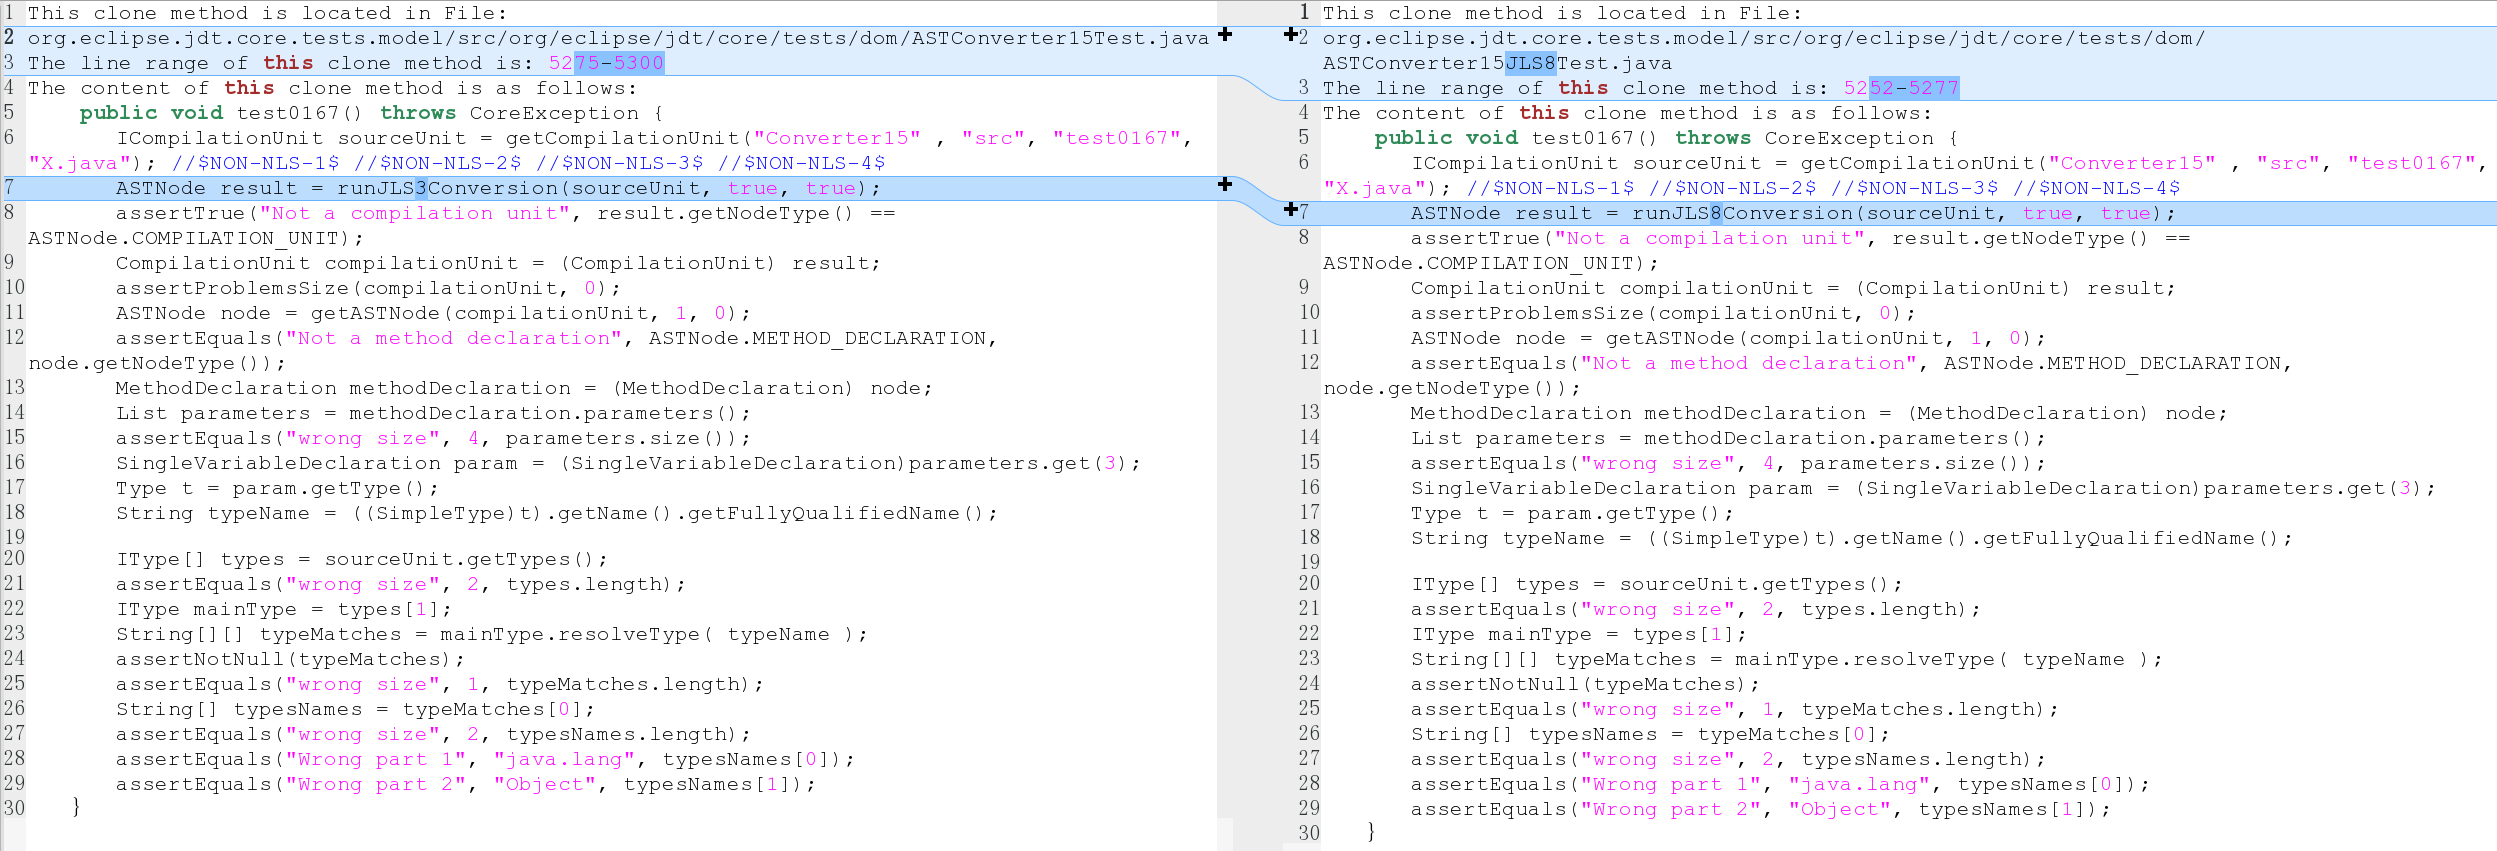 1 This clone method is located in File:
2 org.eclipse.jdt.core.tests.model/src/org/eclipse/jdt/core/tests/dom/ASTConverter15Test.java
3 The line range of this clone method is: 5275-5300
4 The content of this clone method is as follows:
5     public void test0167() throws CoreException {
6        ICompilationUnit sourceUnit = getCompilationUnit("Converter15" , "src", "test0167",
"X.java"); //$NON-NLS-1$ //$NON-NLS-2$ //$NON-NLS-3$ //$NON-NLS-4$
7        ASTNode result = runJLS3Conversion(sourceUnit, true, true);
8        assertTrue("Not a compilation unit", result.getNodeType() ==
ASTNode.COMPILATION_UNIT);
9        CompilationUnit compilationUnit = (CompilationUnit) result;
10       assertProblemsSize(compilationUnit, 0);
11       ASTNode node = getASTNode(compilationUnit, 1, 0);
12       assertEquals("Not a method declaration", ASTNode.METHOD_DECLARATION,
node.getNodeType());
13       MethodDeclaration methodDeclaration = (MethodDeclaration) node;
14       List parameters = methodDeclaration.parameters();
15       assertEquals("wrong size", 4, parameters.size());
16       SingleVariableDeclaration param = (SingleVariableDeclaration)parameters.get(3);
17       Type t = param.getType();
18       String typeName = ((SimpleType)t).getName().getFullyQualifiedName();
19
20       IType[] types = sourceUnit.getTypes();
21       assertEquals("wrong size", 2, types.length);
22       IType mainType = types[1];
23       String[][] typeMatches = mainType.resolveType( typeName );
24       assertNotNull(typeMatches);
25       assertEquals("wrong size", 1, typeMatches.length);
26       String[] typesNames = typeMatches[0];
27       assertEquals("wrong size", 2, typesNames.length);
28       assertEquals("Wrong part 1", "java.lang", typesNames[0]);
29       assertEquals("Wrong part 2", "Object", typesNames[1]);
30    }
1 This clone method is located in File:
2 org.eclipse.jdt.core.tests.model/src/org/eclipse/jdt/core/tests/dom/
ASTConverter15JLS8Test.java
3 The line range of this clone method is: 5252-5277
4 The content of this clone method is as follows:
5     public void test0167() throws CoreException {
6        ICompilationUnit sourceUnit = getCompilationUnit("Converter15" , "src", "test0167",
"X.java"); //$NON-NLS-1$ //$NON-NLS-2$ //$NON-NLS-3$ //$NON-NLS-4$
7        ASTNode result = runJLS8Conversion(sourceUnit, true, true);
8        assertTrue("Not a compilation unit", result.getNodeType() ==
ASTNode.COMPILATION_UNIT);
9        CompilationUnit compilationUnit = (CompilationUnit) result;
10       assertProblemsSize(compilationUnit, 0);
11       ASTNode node = getASTNode(compilationUnit, 1, 0);
12       assertEquals("Not a method declaration", ASTNode.METHOD_DECLARATION,
node.getNodeType());
13       MethodDeclaration methodDeclaration = (MethodDeclaration) node;
14       List parameters = methodDeclaration.parameters();
15       assertEquals("wrong size", 4, parameters.size());
16       SingleVariableDeclaration param = (SingleVariableDeclaration)parameters.get(3);
17       Type t = param.getType();
18       String typeName = ((SimpleType)t).getName().getFullyQualifiedName();
19
20       IType[] types = sourceUnit.getTypes();
21       assertEquals("wrong size", 2, types.length);
22       IType mainType = types[1];
23       String[][] typeMatches = mainType.resolveType( typeName );
24       assertNotNull(typeMatches);
25       assertEquals("wrong size", 1, typeMatches.length);
26       String[] typesNames = typeMatches[0];
27       assertEquals("wrong size", 2, typesNames.length);
28       assertEquals("Wrong part 1", "java.lang", typesNames[0]);
29       assertEquals("Wrong part 2", "Object", typesNames[1]);
30    }